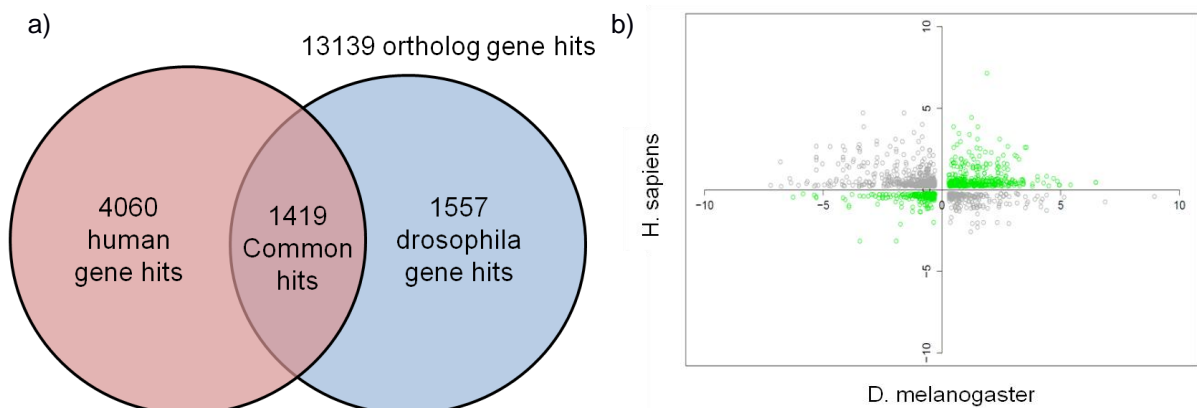 a)
13139 ortholog gene hits
4060
human
gene hits
1419
Common
hits
1557
drosophila
gene hits
b)
H. sapiens
10
5
−10
−5
0
5
10
−5
−10
D. melanogaster